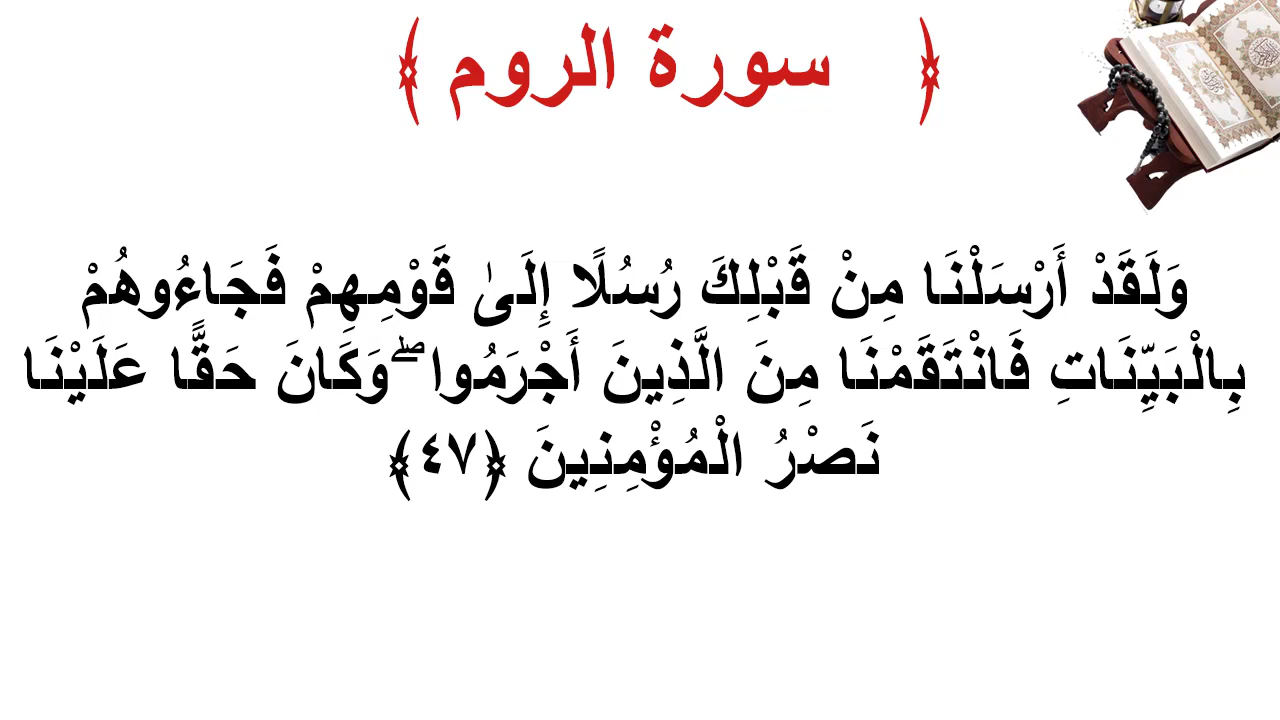 ﴿ سورة الروم ﴾
وَلَقَدْ أَرْسَلْنَا مِنْ قَبْلِكَ رُسُلًا إِلَىٰ قَوْمِهِمْ فَجَاءُوهُمْ
بِالْبَيِّنَاتِ فَانْتَقَمْنَا مِنَ الَّذِينَ أَجْرَمُوا ۖ وَكَانَ حَقًّا عَلَيْنَا
نَصْرُ الْمُؤْمِنِينَ ﴿٤٧﴾